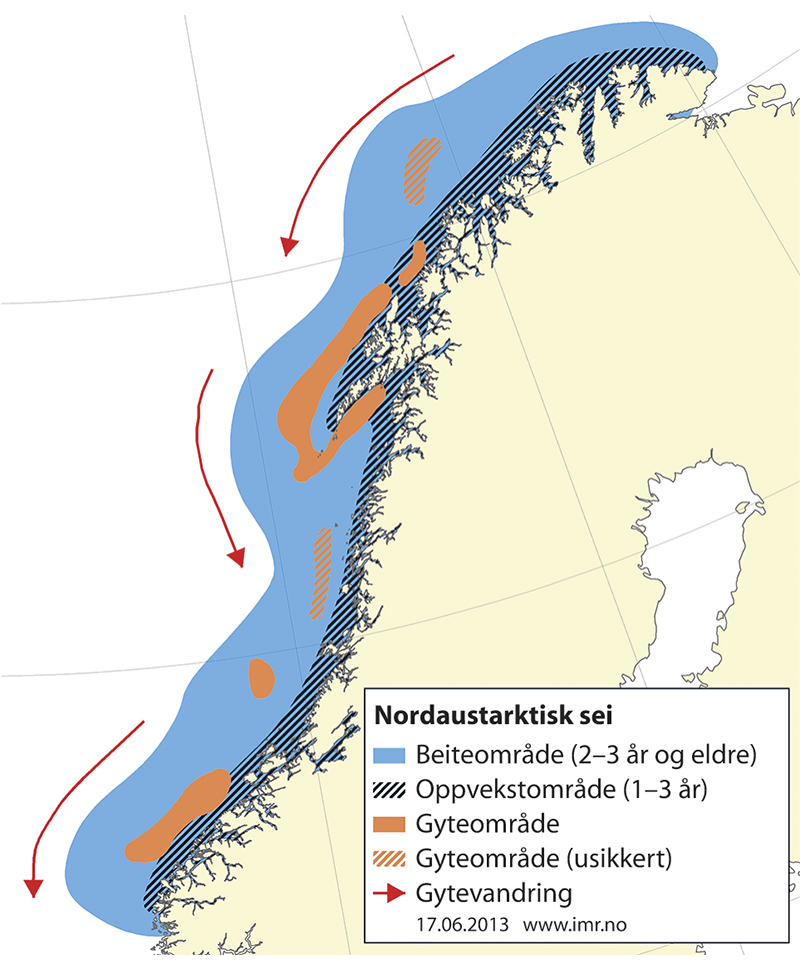 Nordaustarktisk sei
Beiteområde (2–3 år og eldre)
Oppvekstområde (1–3 år)
Gyteområde
Gyteområde (usikkert)
Gytevandring
17.06.2013 www.imr.no